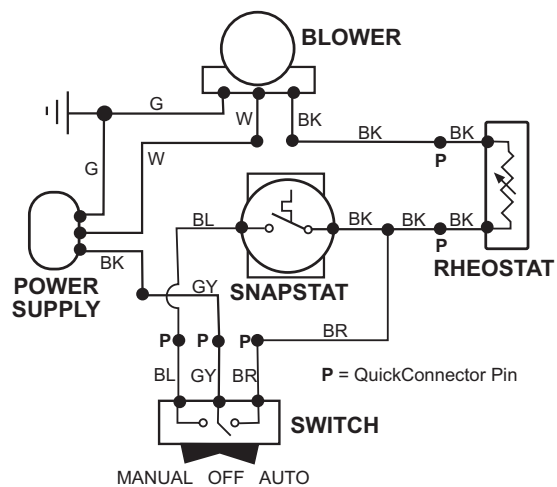 BLOWER
G
W
BK
BK
BK
P
G
W
BL
BK
BK
BK
P
RHEOSTAT
BK
POWER
SUPPLY
SNAPSTAT
GY
BR
P
P
P
BL
GY
BR
P = QuickConnector Pin
SWITCH
MANUAL OFF AUTO